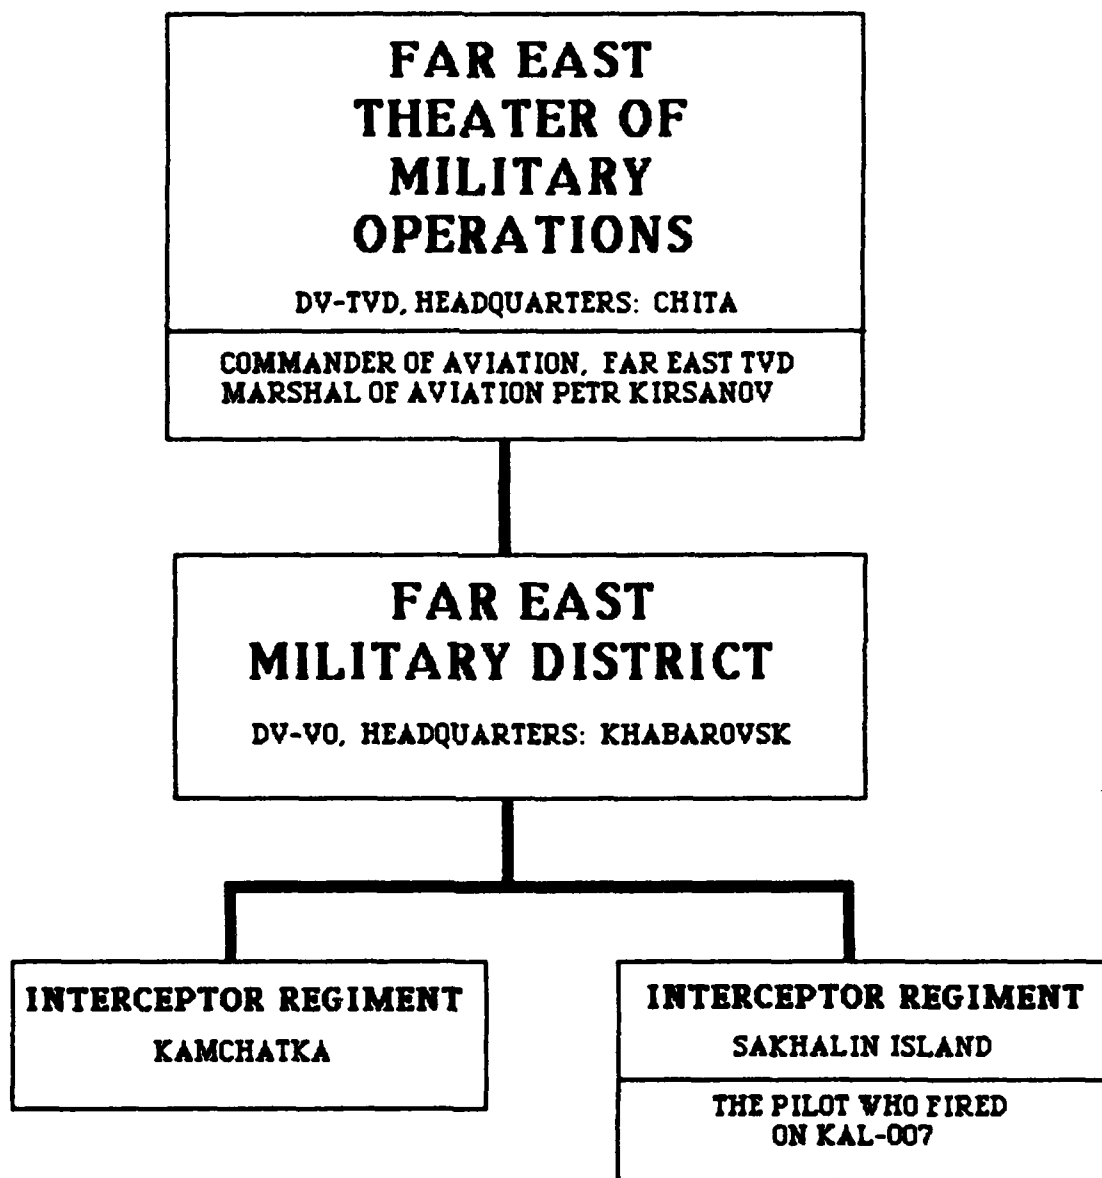 FAR EAST
THEATER OF
MILITARY
OPERATIONS
DV-TVD, HEADQUARTERS: CHITA
COMMANDER OF AVIATION, FAR EAST TVD
MARSHAL OF AVIATION PETR KIRSANOV
FAR EAST
MILITARY DISTRICT
DV-VO, HEADQUARTERS: KHABAROVSK
INTERCEPTOR REGIMENT
KAMCHATKA
INTERCEPTOR REGIMENT
SAKHALIN ISLAND
THE PILOT WHO FIRED
ON KAL-007